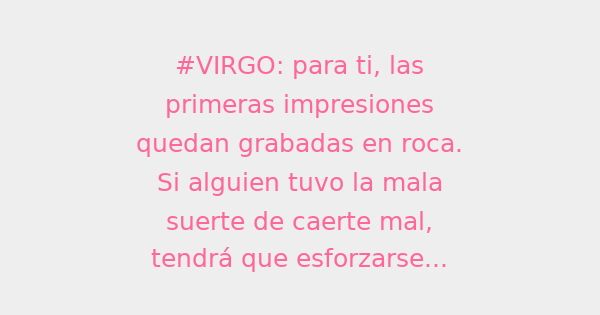 #VIRGO: para ti, las
primeras impresiones
quedan grabadas en roca.
Si alguien tuvo la mala
suerte de caerte mal,
tendrá que esforzarse...